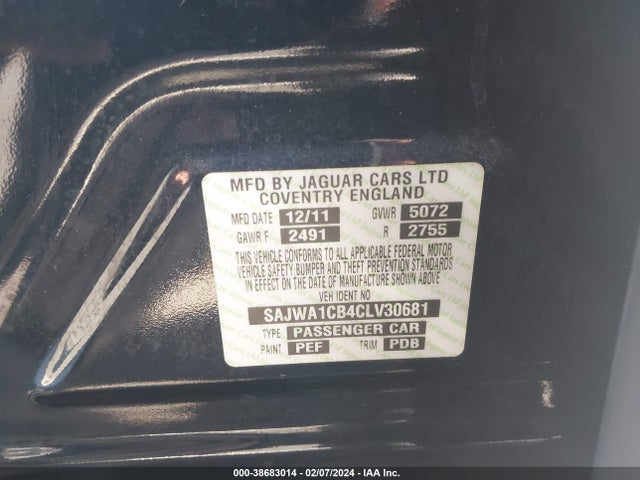 MFD BY JAGUAR CARS LTD
COVENTRY ENGLAND
MFD DATE 12/11 GVWR 5072
GAWR F 2491 R 2755
THIS VEHICLE CONFORMS TO ALL APPLICABLE FEDERAL MOTOR
VEHICLE SAFETY BUMPER AND THEFT PREVENTION STANDARDS
IN EFFECT ON THE DATE OF MANUFACTURE SHOWN ABOVE
VEH IDENT NO
SAJWA1CB4CLV30681
TYPE PASSENGER CAR
PAINT PEF TRIM PDB
000-38683014 - 02/07/2024 - IAA Inc.